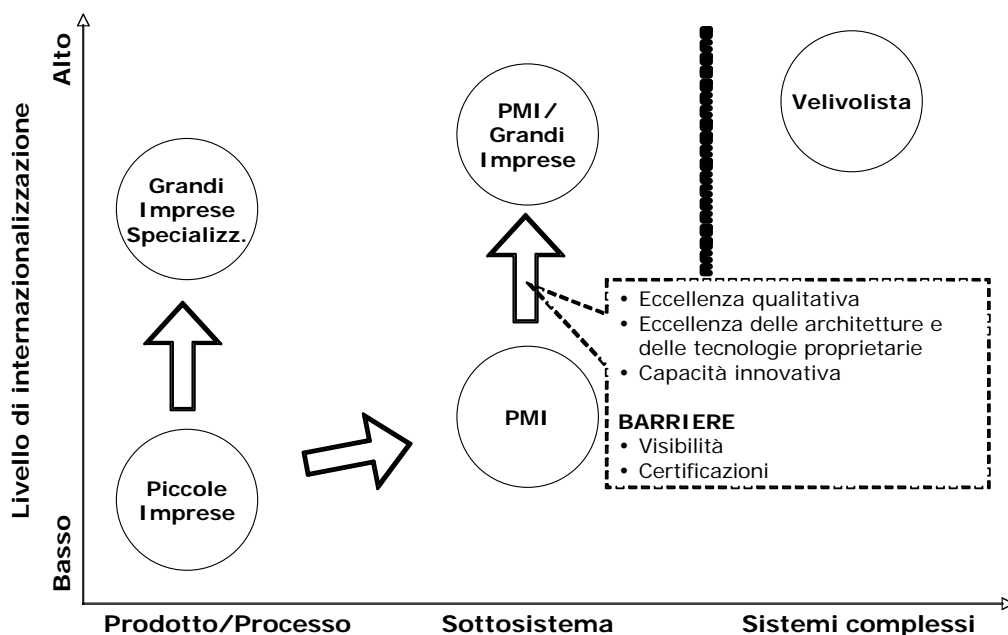 Livello di internazionalizzazione
Alto
Basso
Velivolista
PMI/
Grandi
Imprese
Grandi
Imprese
Specializz.
• Eccellenza qualitativa
• Eccellenza delle architetture e
delle tecnologie proprietarie
• Capacità innovativa
BARRIERE
• Visibilità
• Certificazioni
PMI
Piccole
Imprese
Prodotto/Processo
Sottosistema
Sistemi complessi